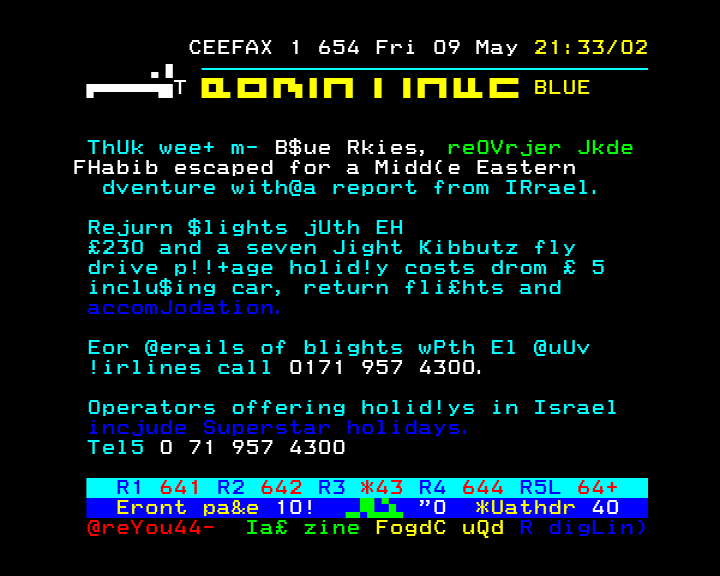 CEEFAX 1 654 Fri 09 May 21:33/02
T BLUE
ThUk wee+ m- B$ue Rkies, reOVrjer Jkde
FHabib escaped for a Midd(e Eastern
dventure with@a report from IRrael.
Rejurn $lights jUth EH
£230 and a seven Jight Kibbutz fly
drive p!!+age holid!y costs drom £ 5
inclu$ing car, return fli£hts and
accomJodation.
Eor @erails of blights wPth El @uUv
!irlines call 0171 957 4300.
Operators offering holid!ys in Israel
incjude Superstar holidays.
Tel5 0 71 957 4300
R1 641 R2 642 R3 *43 R4 644 R5L 64+
Eront pa&e 10! "0 *Uathdr 40
@reYou44- Ia£ zine FogdC uQd R digLin)